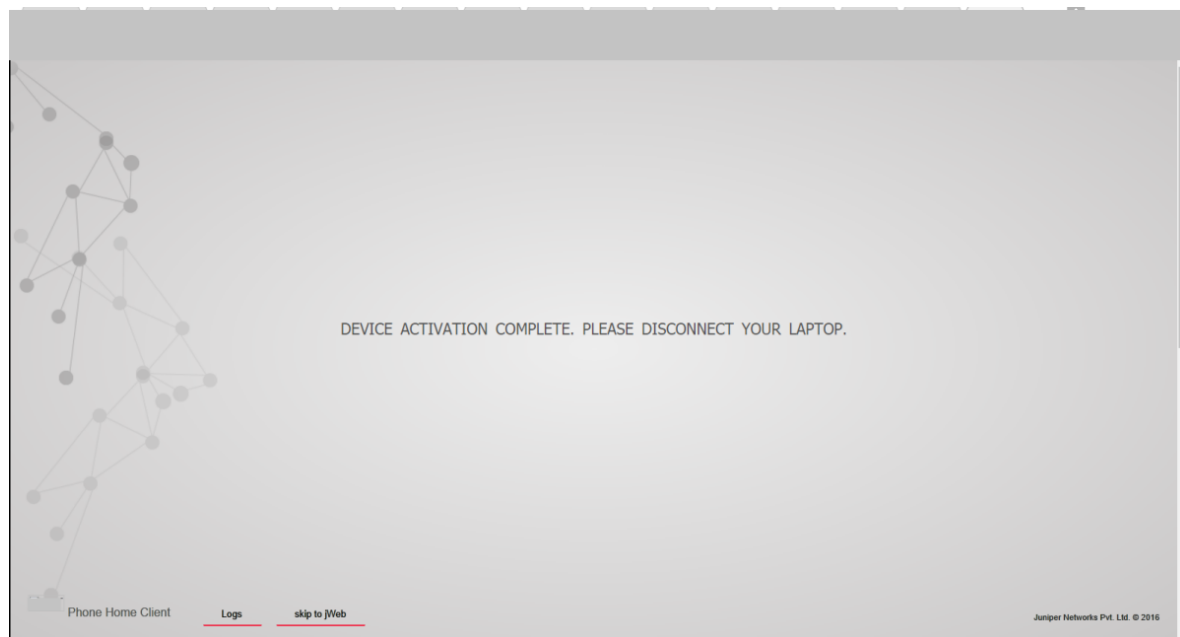 DEVICE ACTIVATION COMPLETE. PLEASE DISCONNECT YOUR LAPTOP.
Phone Home Client Logs skip to jWeb Juniper Networks Pvt. Ltd. © 2016